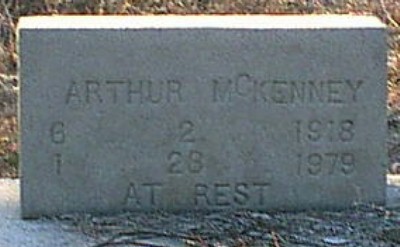 ARTHUR McKENNEY
6 2 1918
1 28 1979
AT REST